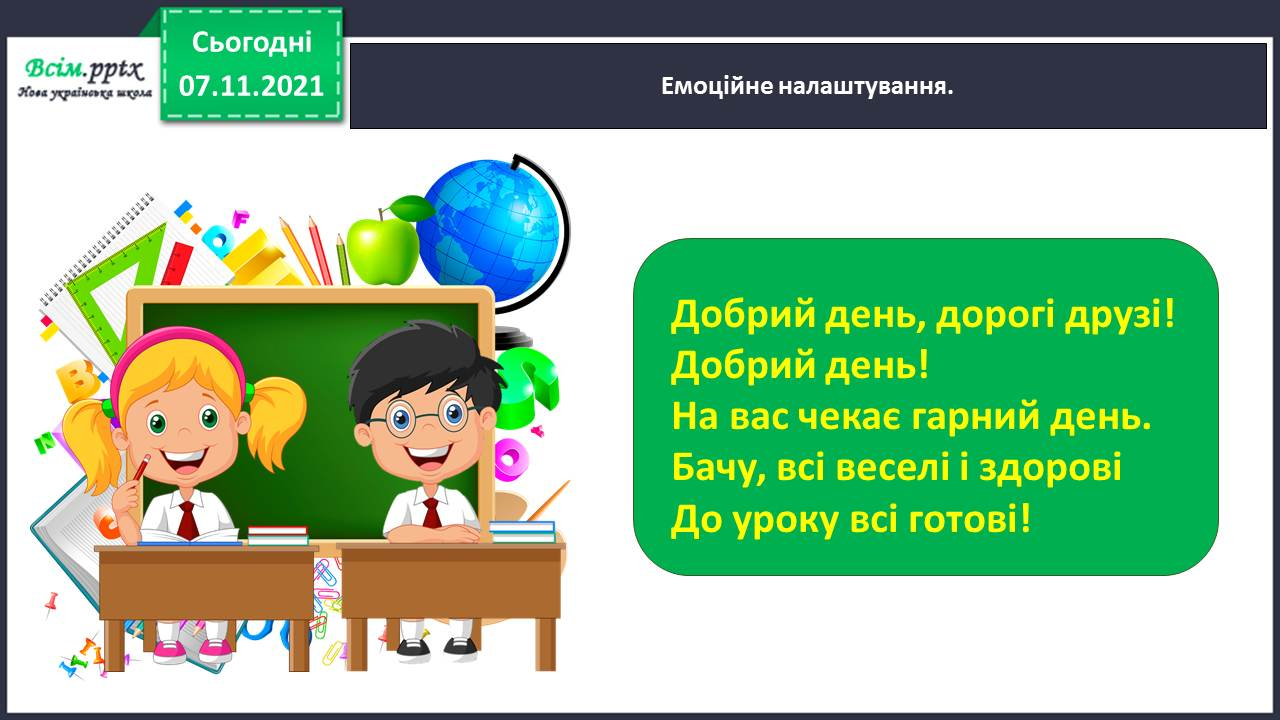 Всім.pptx
Нова українська школа
Сьогодні
07.11.2021
Емоційне налаштування.
Добрий день, дорогі друзі!
Добрий день!
На вас чекає гарний день.
Бачу, всі веселі і здорові
До уроку всі готові!